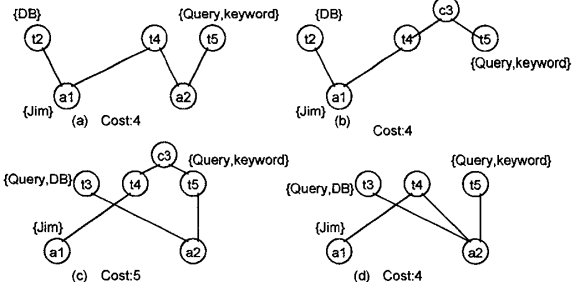 {DB} {Query,keyword}
t2 t4 t5
a1 a2
{Jim}
(a) Cost:4
{DB} c3
t2 t4 t5
{Query,keyword}
a1
{Jim}
(b) Cost:4
c3 {Query,keyword}
{Query,DB} t3 t4 t5
{Jim}
a1 a2
(c) Cost:5
{Query,keyword}
{Query,DB} t3 t4 t5
{Jim}
a1 a2
(d) Cost:4